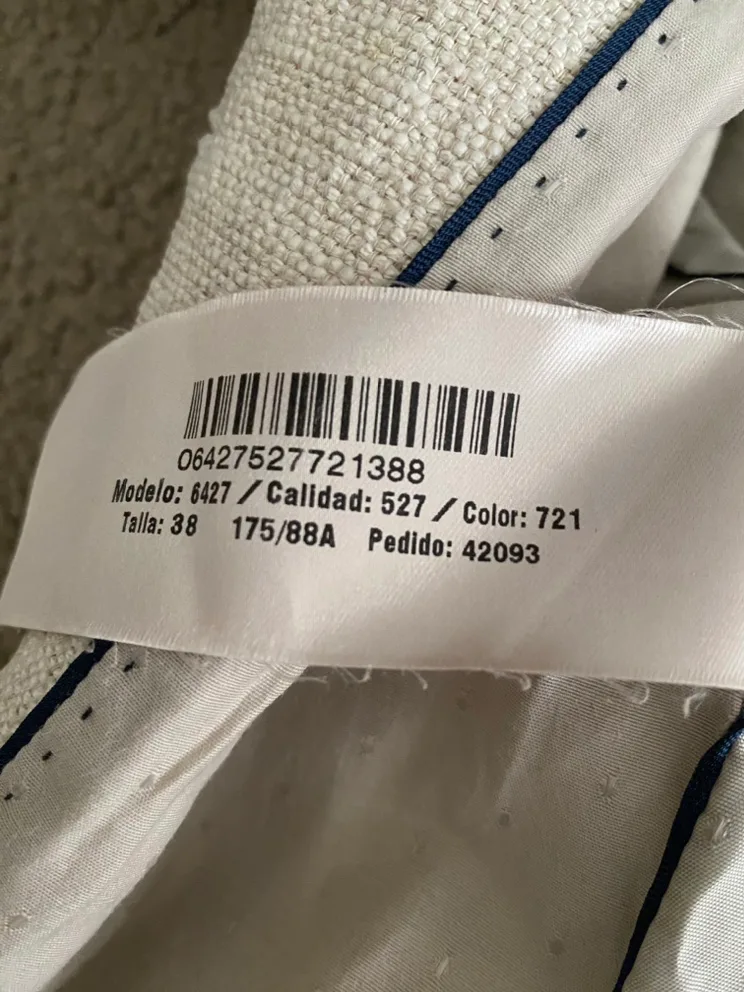 06427527721388
Modelo: 6427 / Calidad: 527 / Color: 721
Talla: 38 175/88A Pedido: 42093